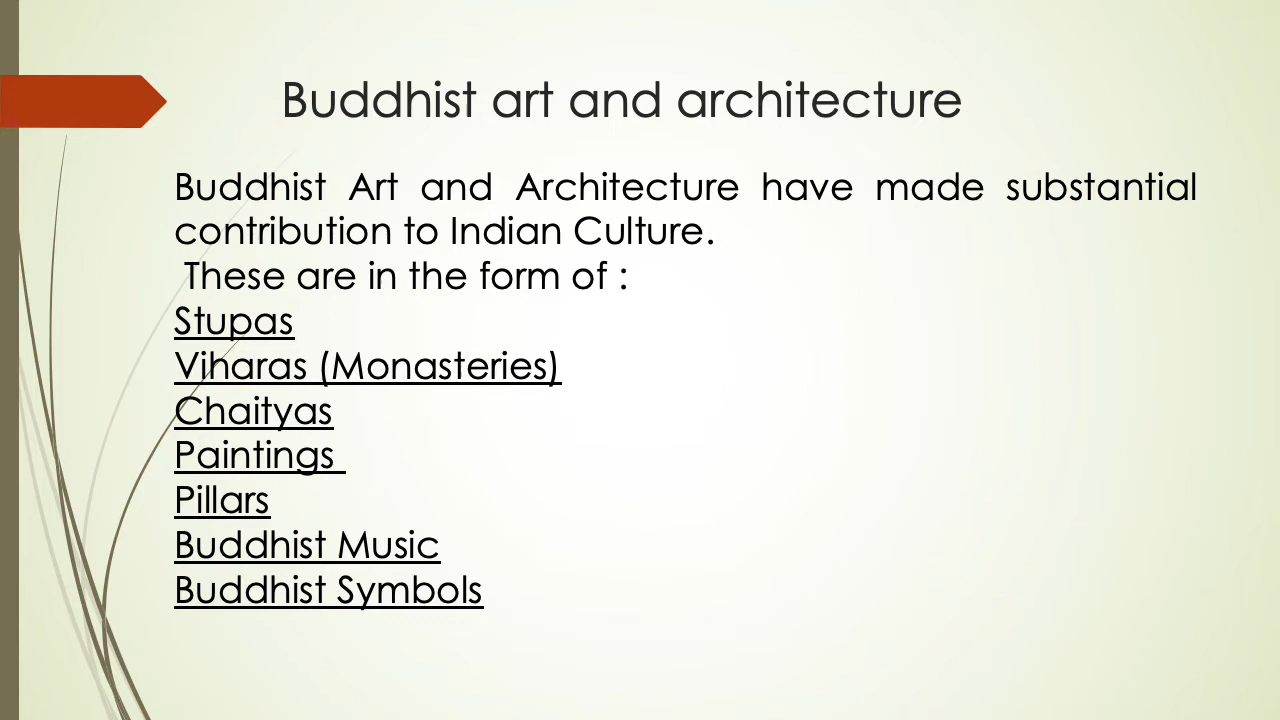 Buddhist art and architecture
Buddhist Art and Architecture have made substantial
contribution to Indian Culture.
These are in the form of :
Stupas
Viharas (Monasteries)
Chaityas
Paintings
Pillars
Buddhist Music
Buddhist Symbols